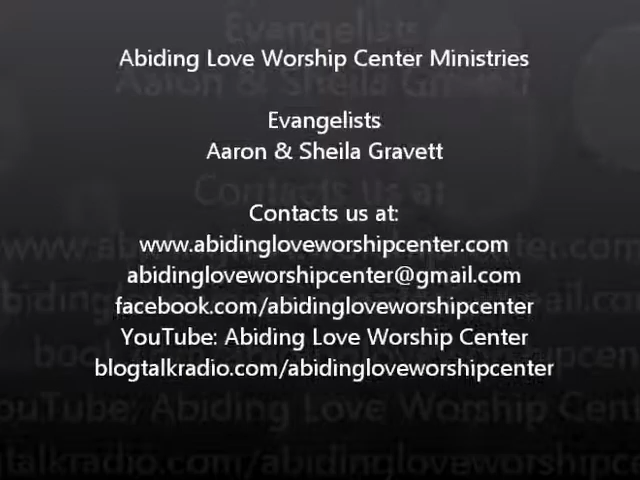 Abiding Love Worship Center Ministries
Evangelists
Aaron & Sheila Gravett
Contacts us at:
www.abidingloveworshipcenter.com
abidingloveworshipcenter@gmail.com
facebook.com/abidingloveworshipcenter
YouTube: Abiding Love Worship Center
blogtalkradio.com/abidingloveworshipcenter